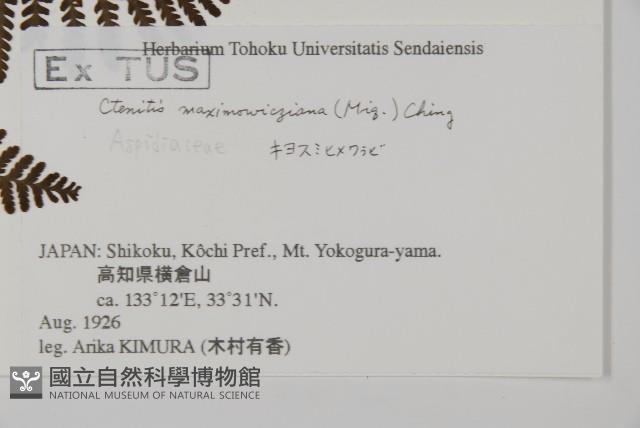 Herbarium Tohoku Universitatis Sendaiensis
Ex TUS
Ctenitis maximowicziana (Miq.) Ching
Aspidiaceae キヨスミヒメワラビ
JAPAN: Shikoku, Kôchi Pref., Mt. Yokogura-yama.
高知県横倉山
ca. 133°12'E, 33°31'N.
Aug. 1926
leg. Arika KIMURA (木村有香)
國立自然科學博物館
NATIONAL MUSEUM OF NATURAL SCIENCE